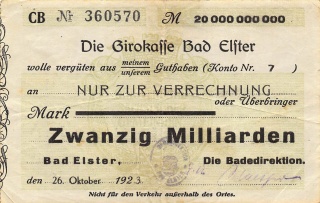 CB № 360570 M 20 000 000 000
Die Girokasse Bad Elster
wolle vergüten aus meinem unserem Guthaben (Konto Nr. 7 )
an NUR ZUR VERRECHNUNG
oder Überbringer
Mark
Zwanzig Milliarden
Bad Elster, Die Badedirektion.
den 26. Oktober 1923.
Nicht für den Verkehr außerhalb des Ortes.